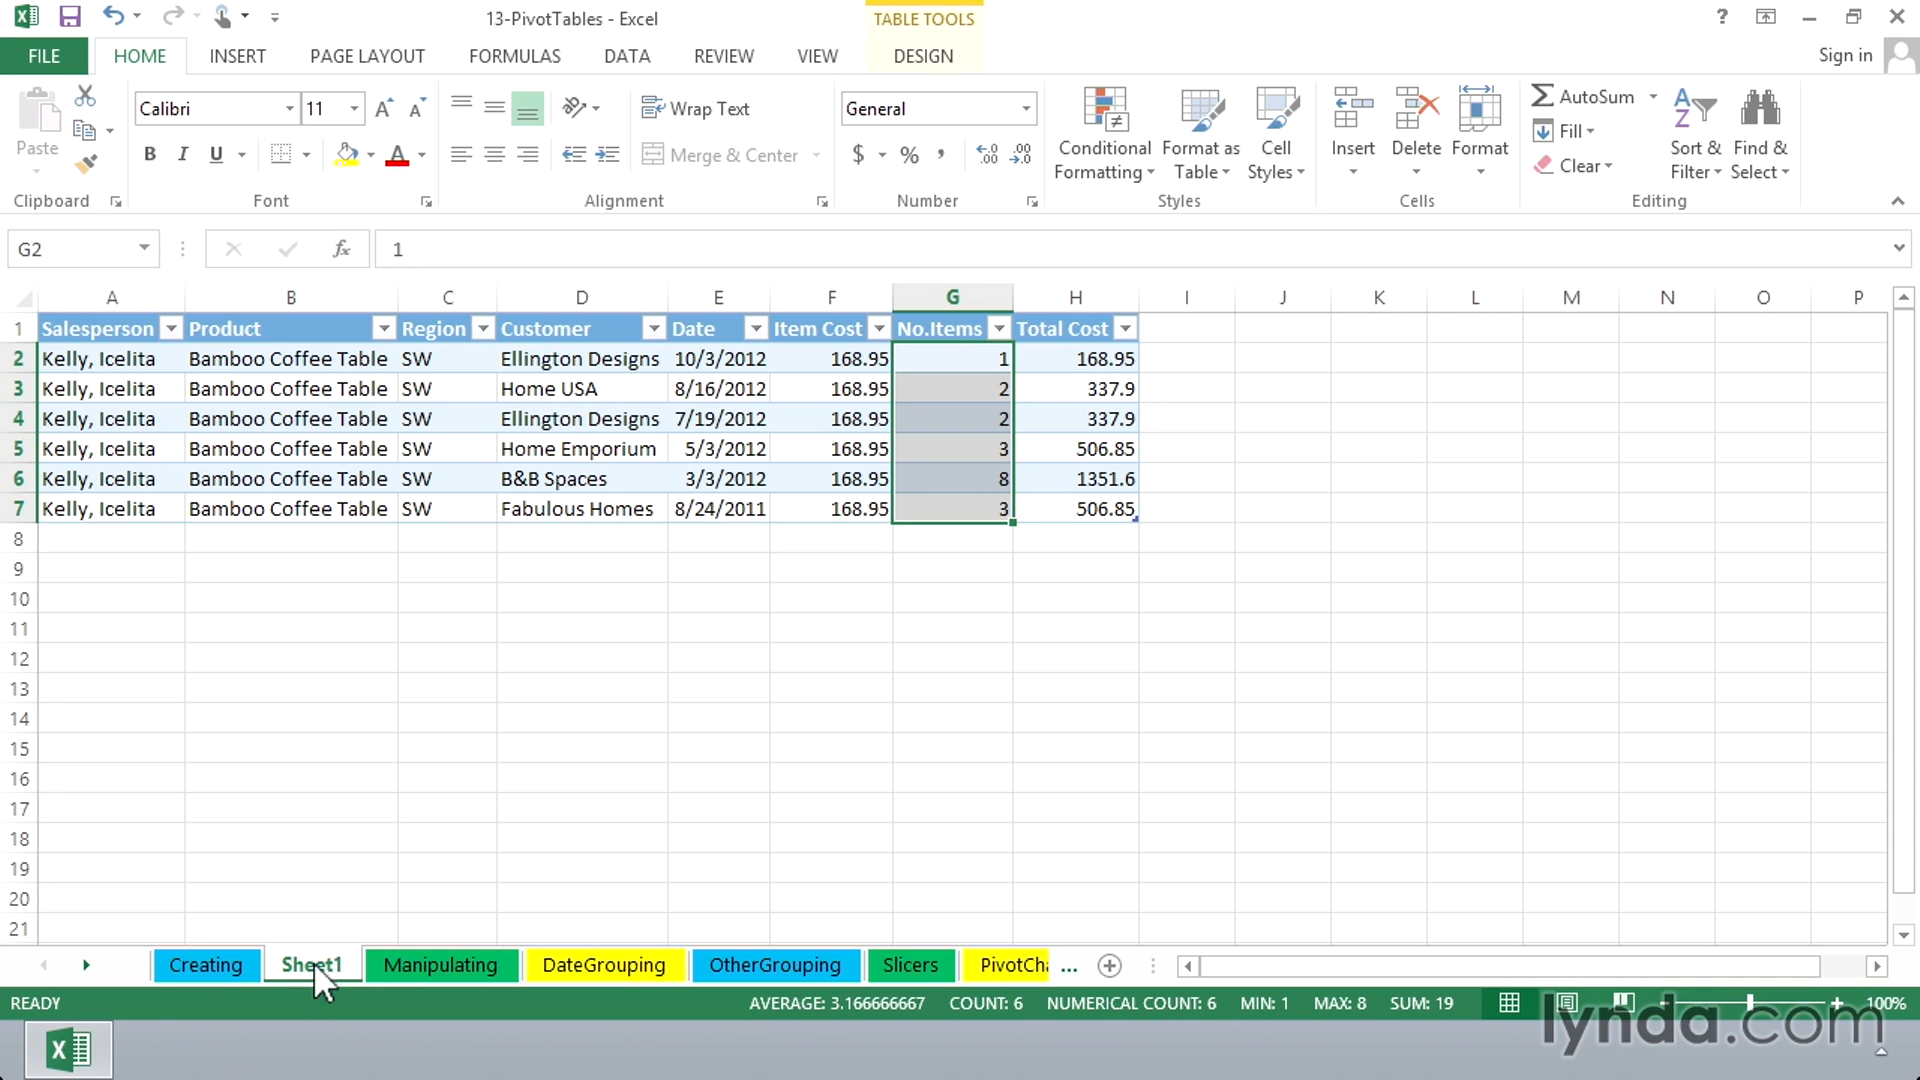 13-PivotTables - Excel
TABLE TOOLS
?
FILE HOME INSERT PAGE LAYOUT FORMULAS DATA REVIEW VIEW DESIGN
Sign in
Calibri 11
Wrap Text
General
AutoSum
Paste
B I U A
Merge & Center
$ % ,
Conditional Formatting
Format as Table
Cell Styles
Insert
Delete
Format
Fill
Clear
Sort & Filter
Find & Select
Clipboard Font Alignment Number Styles Cells Editing
G2 fx 1
A B C D E F G H I J K L M N O P
1 Salesperson Product Region Customer Date Item Cost No.Items Total Cost
2 Kelly, Icelita Bamboo Coffee Table SW Ellington Designs 10/3/2012 168.95 1 168.95
3 Kelly, Icelita Bamboo Coffee Table SW Home USA 8/16/2012 168.95 2 337.9
4 Kelly, Icelita Bamboo Coffee Table SW Ellington Designs 7/19/2012 168.95 2 337.9
5 Kelly, Icelita Bamboo Coffee Table SW Home Emporium 5/3/2012 168.95 3 506.85
6 Kelly, Icelita Bamboo Coffee Table SW B&B Spaces 3/3/2012 168.95 8 1351.6
7 Kelly, Icelita Bamboo Coffee Table SW Fabulous Homes 8/24/2011 168.95 3 506.85
8
9
10
11
12
13
14
15
16
17
18
19
20
21
Creating Sheet1 Manipulating DateGrouping OtherGrouping Slicers PivotCha ...
READY AVERAGE: 3.166666667 COUNT: 6 NUMERICAL COUNT: 6 MIN: 1 MAX: 8 SUM: 19 100%
lynda.com